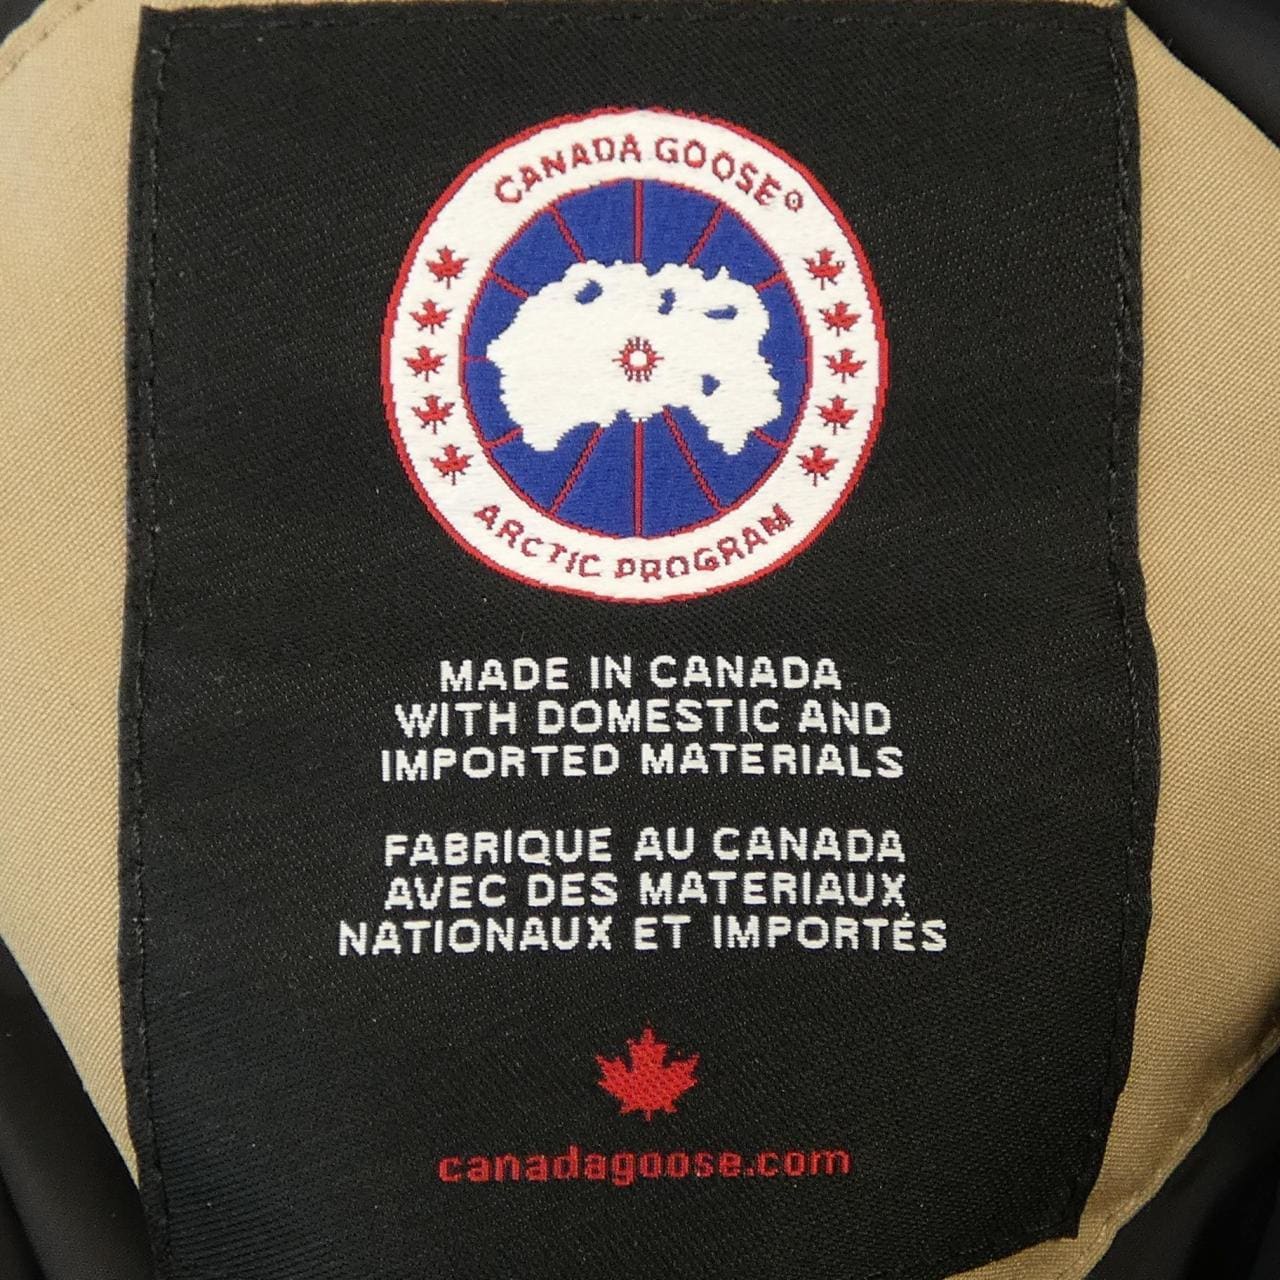 CANADA GOOSE®
ARCTIC PROGRAM
MADE IN CANADA
WITH DOMESTIC AND
IMPORTED MATERIALS
FABRIQUE AU CANADA
AVEC DES MATERIAUX
NATIONAUX ET IMPORTÉS
canadagoose.com